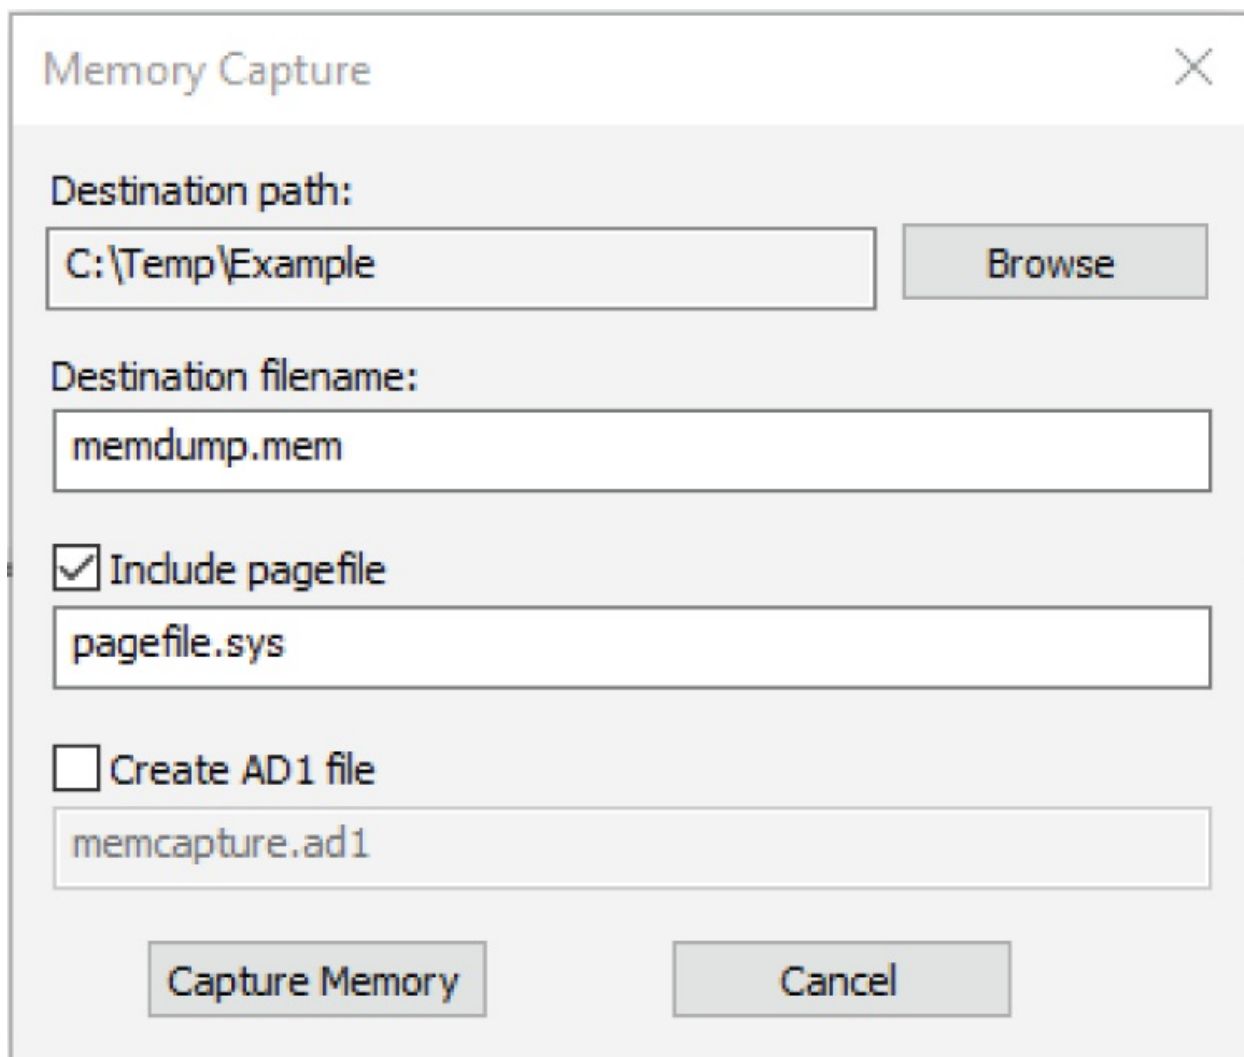 Memory Capture
Destination path:
C:\Temp\Example
Browse
Destination filename:
memdump.mem
Include pagefile
pagefile.sys
Create AD1 file
memcapture.ad1
Capture Memory
Cancel